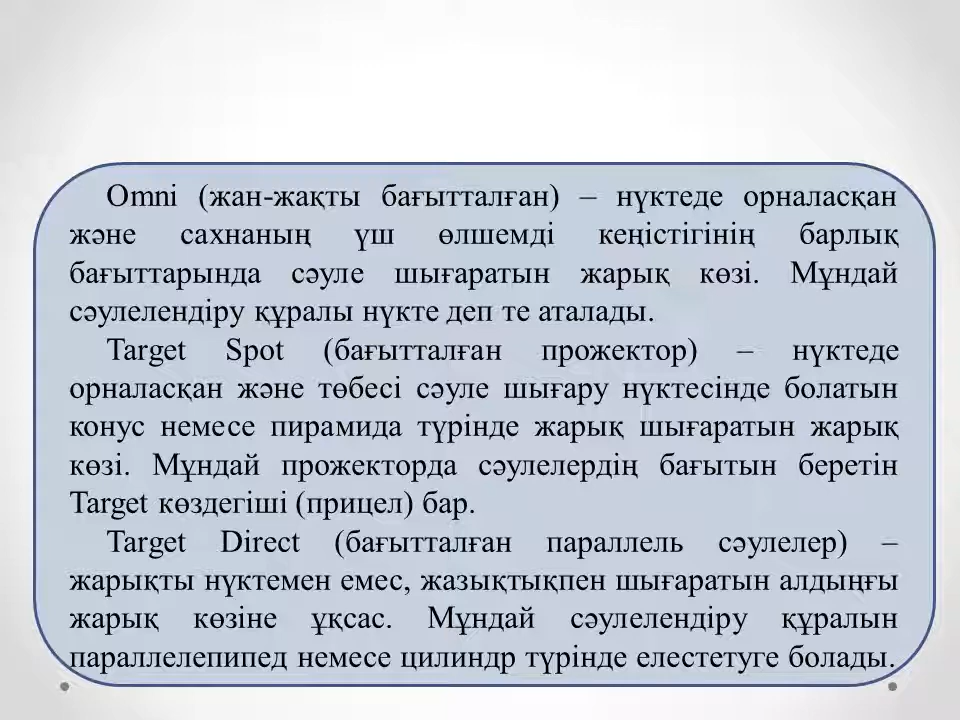 Omni (жан-жақты бағытталған) – нүктеде орналасқан
және сахнаның үш өлшемді кеңістігінің барлық
бағыттарында сәуле шығаратын жарық көзі. Мұндай
сәулелендіру құралы нүкте деп те аталады.
Target Spot (бағытталған прожектор) – нүктеде
орналасқан және төбесі сәуле шығару нүктесінде болатын
конус немесе пирамида түрінде жарық шығаратын жарық
көзі. Мұндай прожекторда сәулелердің бағытын беретін
Target көздегіші (прицел) бар.
Target Direct (бағытталған параллель сәулелер) –
жарықты нүктемен емес, жазықтықпен шығаратын алдыңғы
жарық көзіне ұқсас. Мұндай сәулелендіру құралын
параллелепипед немесе цилиндр түрінде елестетуге болады.